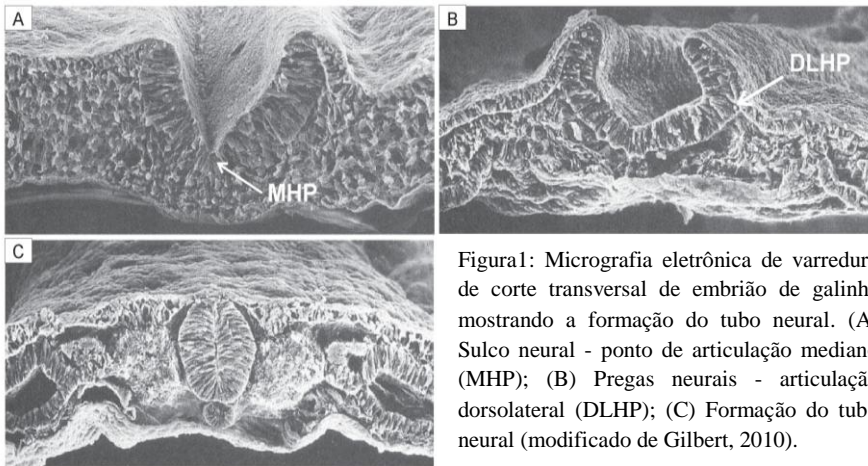 A
MHP
B
DLHP
C
Figura1: Micrografia eletrônica de varredur
de corte transversal de embrião de galinh
mostrando a formação do tubo neural. (A
Sulco neural - ponto de articulação median
(MHP); (B) Pregas neurais - articulaçã
dorsolateral (DLHP); (C) Formação do tub
neural (modificado de Gilbert, 2010).